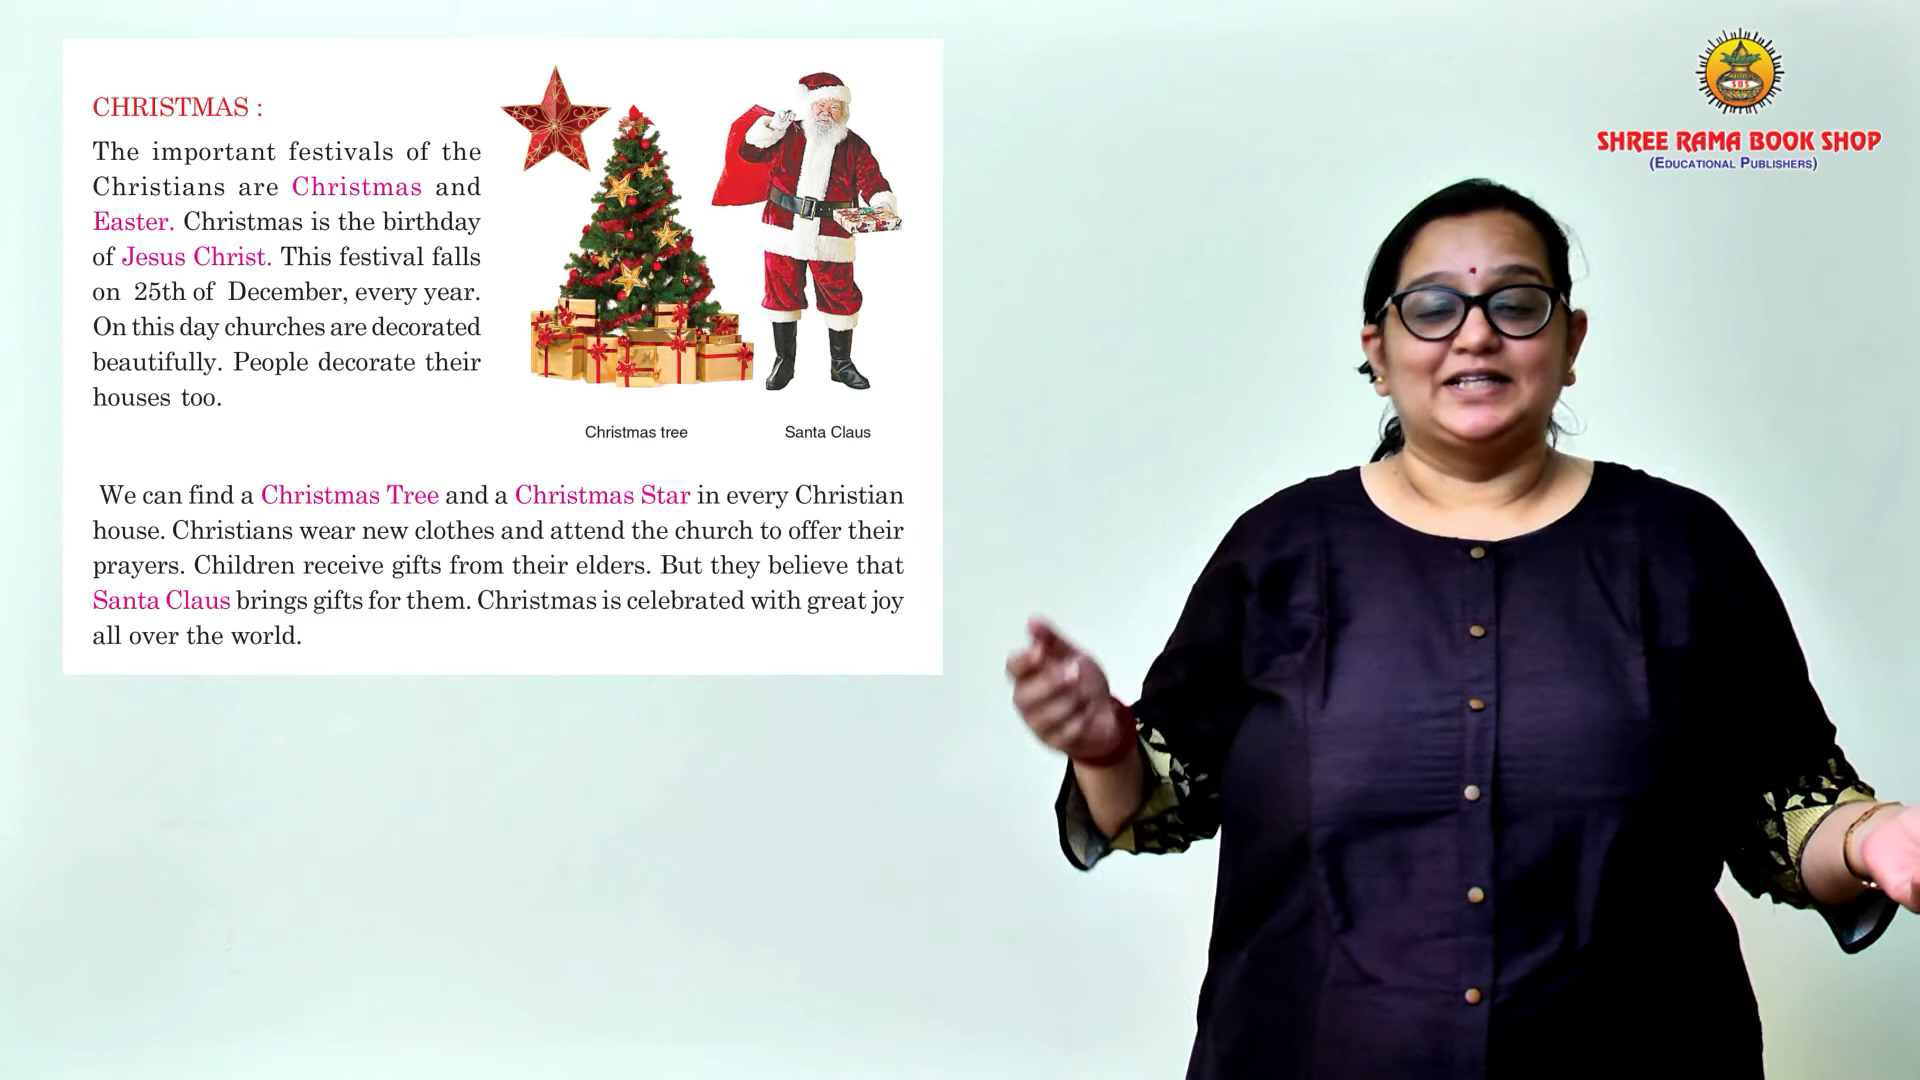 CHRISTMAS :
The important festivals of the
Christians are Christmas and
Easter. Christmas is the birthday
of Jesus Christ. This festival falls
on 25th of December, every year.
On this day churches are decorated
beautifully. People decorate their
houses too.
Christmas tree
Santa Claus
We can find a Christmas Tree and a Christmas Star in every Christian
house. Christians wear new clothes and attend the church to offer their
prayers. Children receive gifts from their elders. But they believe that
Santa Claus brings gifts for them. Christmas is celebrated with great joy
all over the world.
SBS
SHREE RAMA BOOK SHOP
(EDUCATIONAL PUBLISHERS)